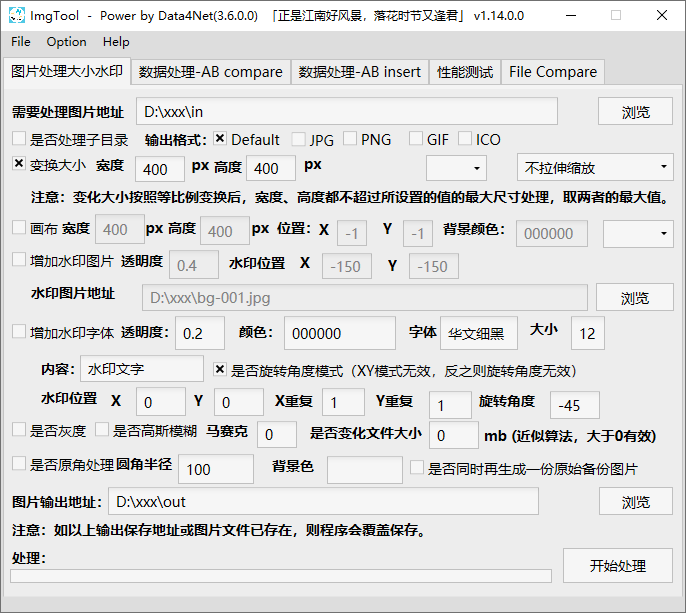 ImgTool - Power by Data4Net(3.6.0.0) 「正是江南好风景，落花时节又逢君」 v1.14.0.0
File Option Help
图片处理大小水印 数据处理-AB compare 数据处理-AB insert 性能测试 File Compare
需要处理图片地址 D:\xxx\in 浏览
是否处理子目录 输出格式： Default JPG PNG GIF ICO
变换大小 宽度 400 px 高度 400 px 不拉伸缩放
注意：变化大小按照等比例变换后，宽度、高度都不超过所设置的值的最大尺寸处理，取两者的最大值。
画布 宽度 400 px 高度 400 px 位置： X -1 Y -1 背景颜色： 000000
增加水印图片 透明度 0.4 水印位置 X -150 Y -150
水印图片地址 D:\xxx\bg-001.jpg 浏览
增加水印字体 透明度： 0.2 颜色： 000000 字体 华文细黑 大小 12
内容： 水印文字 是否旋转角度模式（XY模式无效，反之则旋转角度无效）
水印位置 X 0 Y 0 X重复 1 Y重复 1 旋转角度 -45
是否灰度 是否高斯模糊 马赛克 0 是否变化文件大小 0 mb (近似算法，大于0有效)
是否原角处理 圆角半径 100 背景色 是否同时再生成一份原始备份图片
图片输出地址： D:\xxx\out 浏览
注意：如以上输出保存地址或图片文件已存在，则程序会覆盖保存。
处理：
开始处理